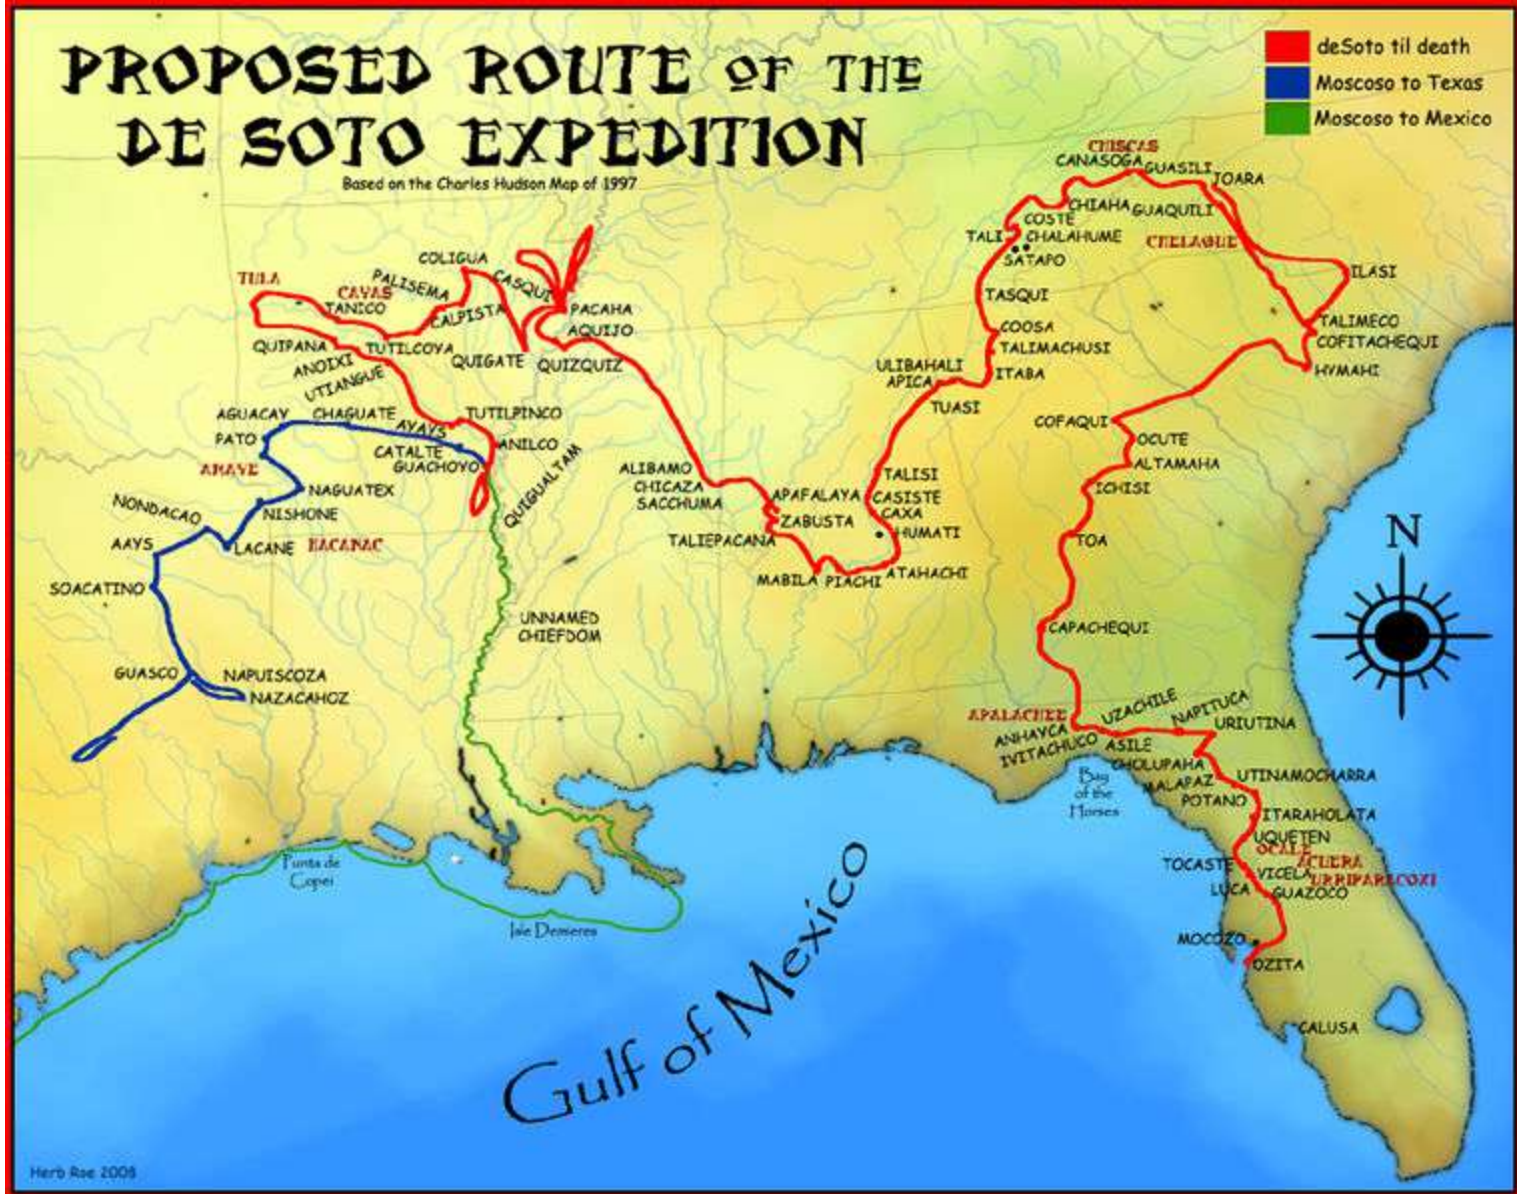 PROPOSED ROUTE OF THE
DE SOTO EXPEDITION
Based on the Charles Hudson Map of 1997
deSoto til death
Moscoso to Texas
Moscoso to Mexico
CHISCAS
CANASOGA
GUASILI
JOARA
CHIAHA
GUAQUILI
COSTE
TALI
CHALAHUME
CHELAQUE
SATAPO
ILASI
COLIGUA
CASQUI
PALISEMA
TULA
CAYAS
TANICO
CALPISTA
PACAHA
AQUIJO
TASQUI
COOSA
TALIMACHUSI
TALIMECO
COFITACHEQUI
HYMAHI
QUIPANA
TUTILCOYA
QUIGATE
QUIZQUIZ
ANOIXI
UTIANGUE
ULIBAHALI
APICA
ITABA
TUASI
AGUACAY
CHAGUATE
AYAYS
TUTILPINCO
COFAQUI
PATO
CATALTE
ANILCO
OCUTE
AMAYE
GUACHOYO
QUIGUALTAM
ALTAMAHA
ALIBAMO
CHICAZA
SACCHUMA
TALISI
NAGUATEX
APAFALAYA
CASISTE
CAXA
ICHISI
NONDACAO
NISHONE
ZABUSTA
HUMATI
N
AAYS
LACANE
HACANAC
TALIEPACANA
TOA
SOACATINO
MABILA
PIACHI
ATAHACHI
UNNAMED
CHIEFDOM
CAPACHEQUI
GUASCO
NAPUISCOZA
NAZACAHOZ
APALACHEE
UZACHILE
NAPITUCA
URIUTINA
ANHAYCA
IVITACHUCO
ASILE
CHOLUPAHA
MALAPAZ
UTINAMOCHARRA
Bay
of the
Horses
POTANO
ITARAHOLATA
UQUETEN
OCALE
ACUERA
TOCASTE
VICELA
URRIPARACOXI
LUCA
GUAZOCO
Punta de
Copei
Isle Demieres
MOCOZO
OZITA
Gulf of Mexico
CALUSA
Herb Roe 2008